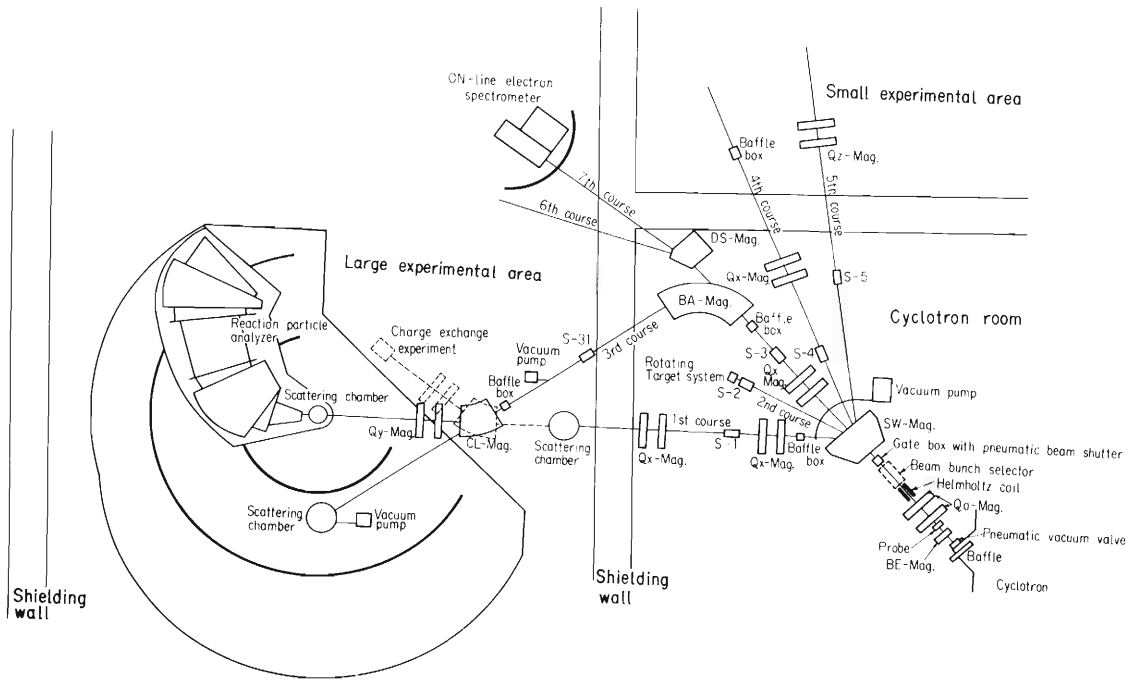 ON-line electron
spectrometer
Small experimental area
Baffle
box
Qz-Mag.
7th course
6th course
4th course
5th course
DS-Mag.
Large experimental area
Qx-Mag.
S-5
BA-Mag.
Baffle
box
Cyclotron room
Reaction particle
analyzer
Charge exchange
experiment
S-31
3rd course
Vacuum
pump
S-3
S-4
Qx
Mag.
Rotating
Target system
S-2
2nd course
Vacuum pump
Baffle
box
Scattering chamber
Qy-Mag.
CL-Mag.
Scattering
chamber
1st course
S-1
Qx-Mag.
Qx-Mag.
Baffle
box
SW-Mag.
Gate box with pneumatic beam shutter
Beam bunch selector
Helmholtz coil
Qa-Mag.
Scattering
chamber
Vacuum
pump
Pneumatic vacuum valve
Probe
BE-Mag.
Baffle
Cyclotron
Shielding
wall
Shielding
wall